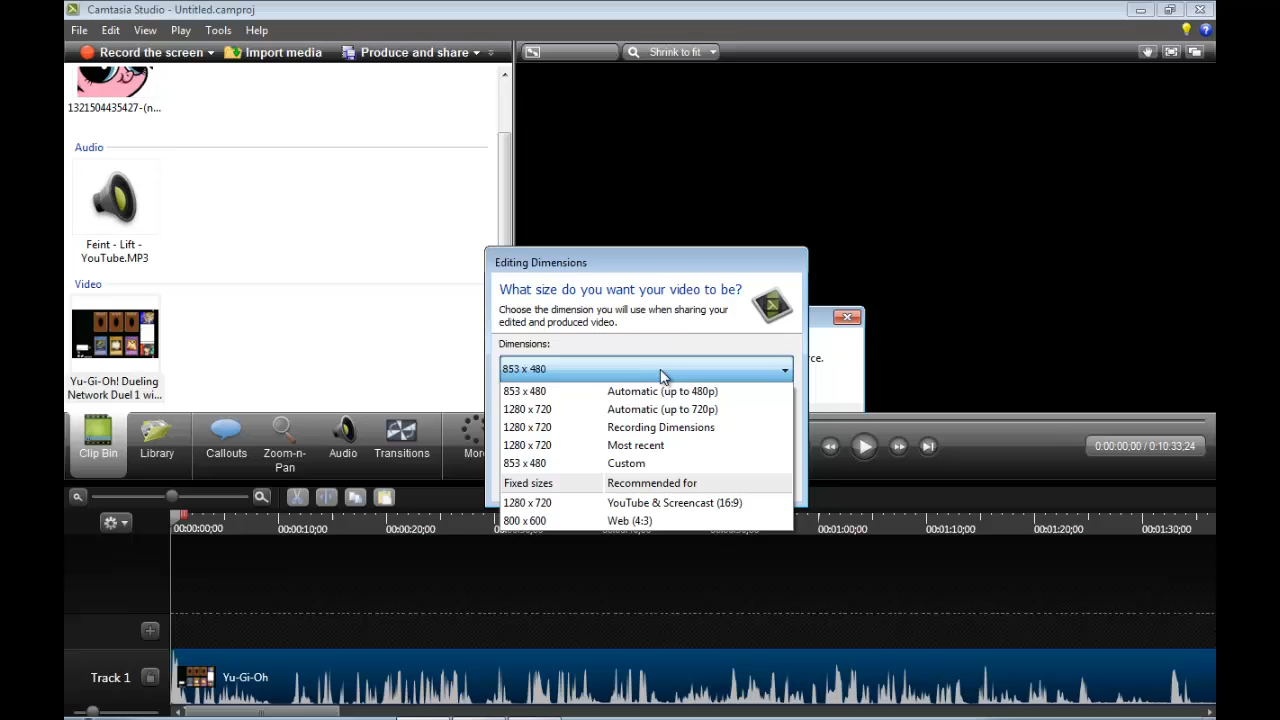 Camtasia Studio - Untitled.camproj
File Edit View Play Tools Help
Record the screen Import media Produce and share
Shrink to fit
1321504435427-(n...
Audio
Feint - Lift -
YouTube.MP3
Video
Yu-Gi-Oh! Dueling
Network Duel 1 wi...
Editing Dimensions
What size do you want your video to be?
Choose the dimension you will use when sharing your
edited and produced video.
Dimensions:
853 x 480
853 x 480 Automatic (up to 480p)
1280 x 720 Automatic (up to 720p)
1280 x 720 Recording Dimensions
1280 x 720 Most recent
853 x 480 Custom
Fixed sizes Recommended for
1280 x 720 YouTube & Screencast (16:9)
800 x 600 Web (4:3)
rce.
Clip Bin Library Callouts Zoom-n-
Pan Audio Transitions Mor
0:00:00;00 / 0:10:33;24
00:00:00;00 00:00:10;00 00:00:20;00 00:01:00;00 00:01:10;00 00:01:20;00 00:01:30;00
Track 1
Yu-Gi-Oh